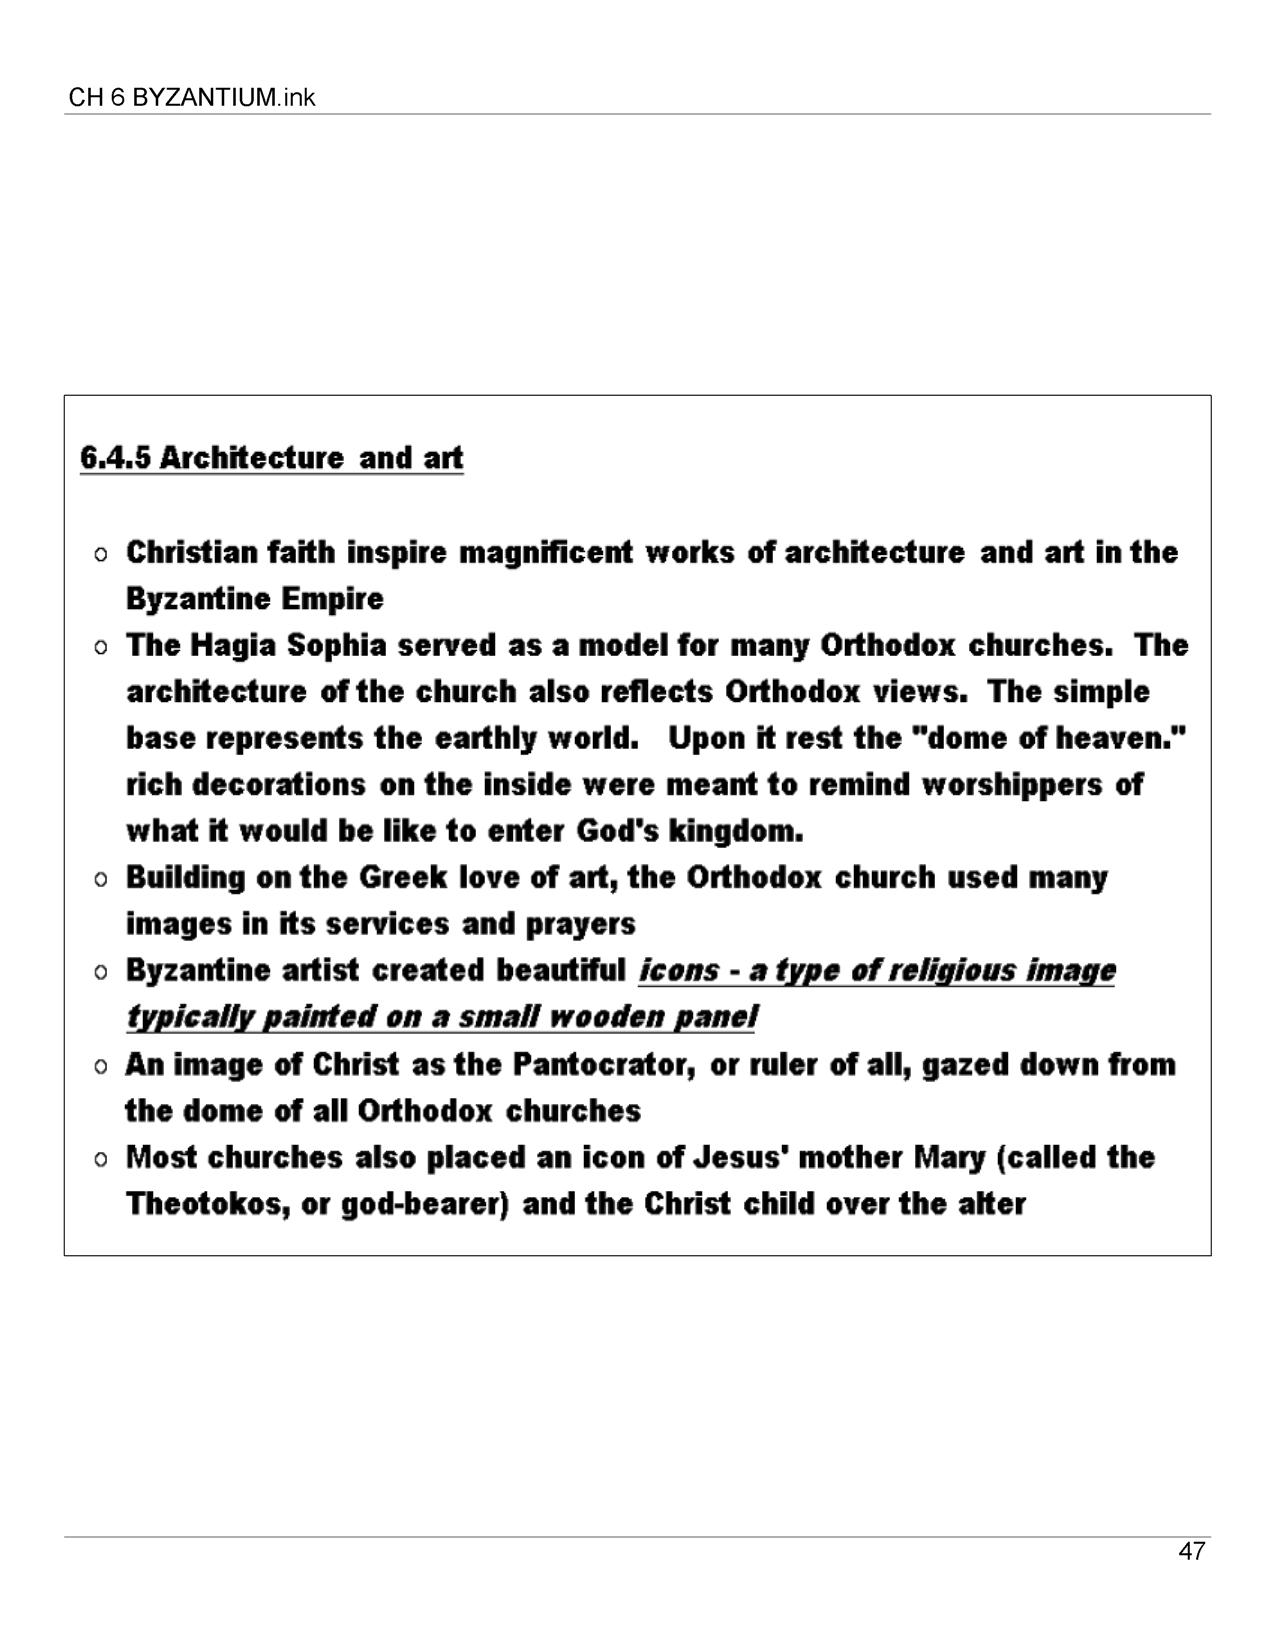 CH 6 BYZANTIUM.ink
6.4.5 Architecture and art
o Christian faith inspire magnificent works of architecture and art in the
Byzantine Empire
o The Hagia Sophia served as a model for many Orthodox churches. The
architecture of the church also reflects Orthodox views. The simple
base represents the earthly world. Upon it rest the "dome of heaven."
rich decorations on the inside were meant to remind worshippers of
what it would be like to enter God's kingdom.
o Building on the Greek love of art, the Orthodox church used many
images in its services and prayers
o Byzantine artist created beautiful icons - a type of religious image
typically painted on a small wooden panel
o An image of Christ as the Pantocrator, or ruler of all, gazed down from
the dome of all Orthodox churches
o Most churches also placed an icon of Jesus' mother Mary (called the
Theotokos, or god-bearer) and the Christ child over the alter
47